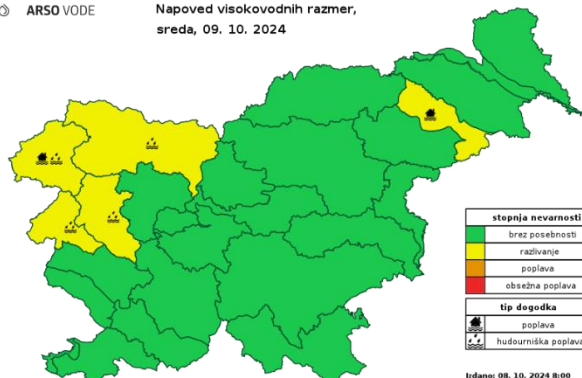 ARSO VODE
Napoved visokovodnih razmer,
sreda, 09. 10. 2024
stopnja nevarnosti
brez posebnosti
razlivanje
poplava
obsežna poplava
tip dogodka
poplava
hudourniška poplava
Izdano: 08. 10. 2024 8:00